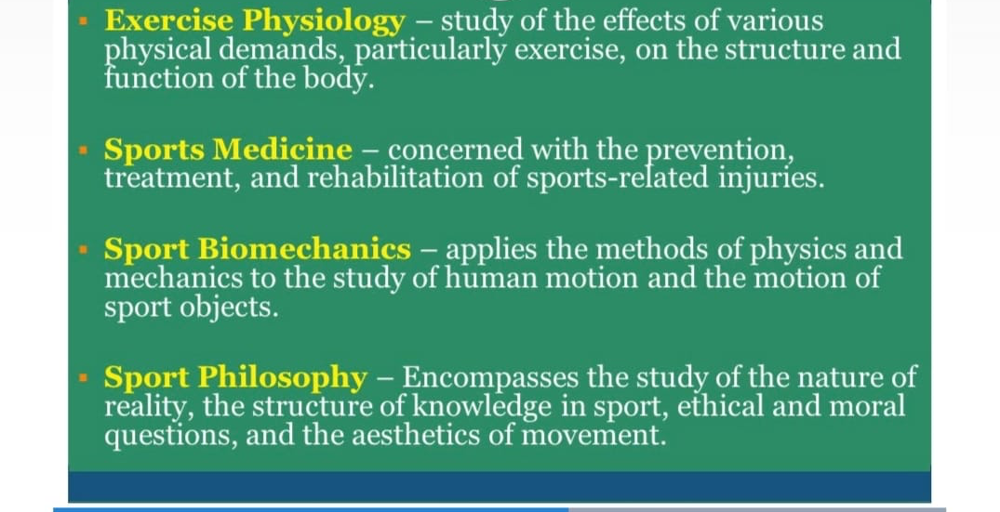 ▪ Exercise Physiology – study of the effects of various
physical demands, particularly exercise, on the structure and
function of the body.
▪ Sports Medicine – concerned with the prevention,
treatment, and rehabilitation of sports-related injuries.
▪ Sport Biomechanics – applies the methods of physics and
mechanics to the study of human motion and the motion of
sport objects.
▪ Sport Philosophy – Encompasses the study of the nature of
reality, the structure of knowledge in sport, ethical and moral
questions, and the aesthetics of movement.